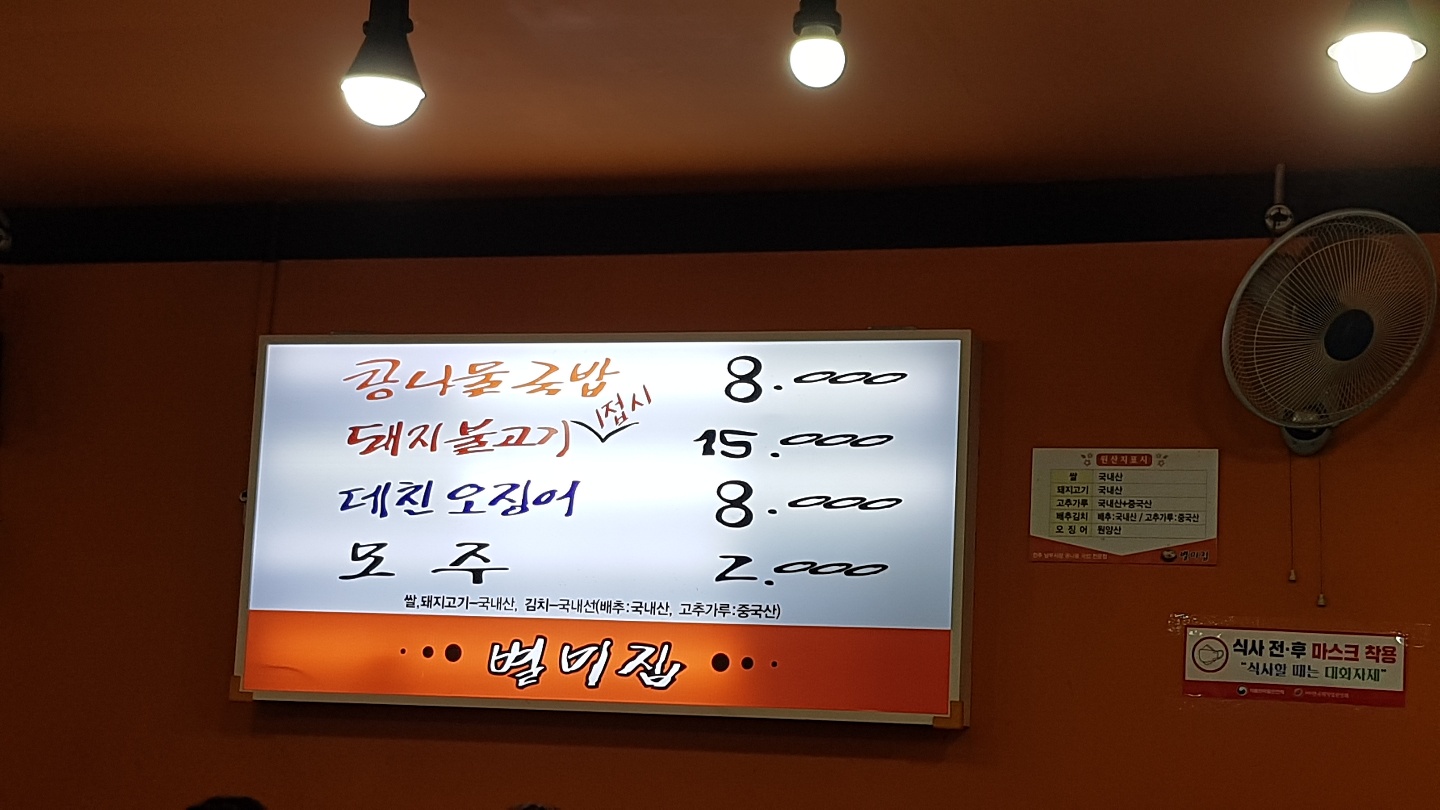 콩나물국밥 8.000
돼지불고기 1접시 15.000
데친오징어 8.000
모 주 2.000
쌀,돼지고기-국내산, 김치-국내선(배추:국내산, 고추가루:중국산)
별미집
원산지표시
쌀 국내산
돼지고기 국내산
고추가루 국내산+중국산
배추김치 배추:국내산 / 고추가루:중국산
오 징 어 원양산
별미집
식사 전·후 마스크 착용
"식사할 때는 대화자제"